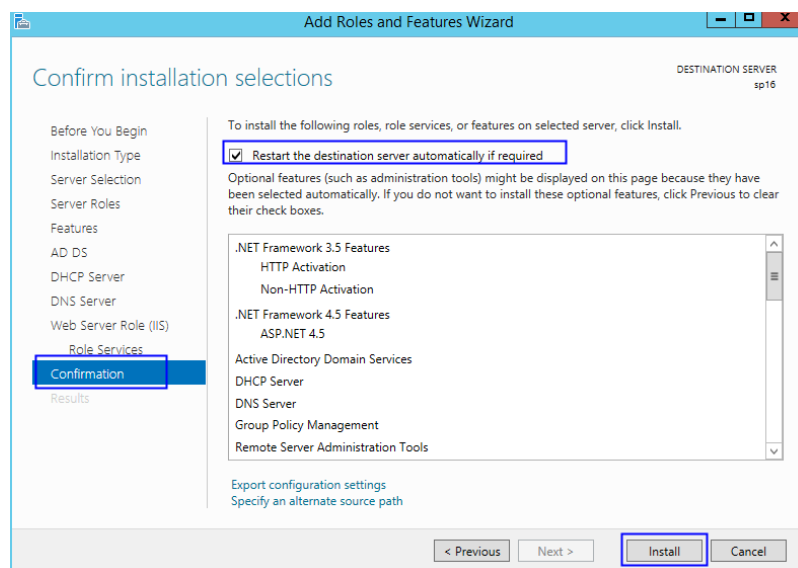 Add Roles and Features Wizard
x
Confirm installation selections
DESTINATION SERVER
sp16
Before You Begin
Installation Type
Server Selection
Server Roles
Features
AD DS
DHCP Server
DNS Server
Web Server Role (IIS)
Role Services
Confirmation
Results
To install the following roles, role services, or features on selected server, click Install.
Restart the destination server automatically if required
Optional features (such as administration tools) might be displayed on this page because they have
been selected automatically. If you do not want to install these optional features, click Previous to clear
their check boxes.
.NET Framework 3.5 Features
HTTP Activation
Non-HTTP Activation
.NET Framework 4.5 Features
ASP.NET 4.5
Active Directory Domain Services
DHCP Server
DNS Server
Group Policy Management
Remote Server Administration Tools
Export configuration settings
Specify an alternate source path
< Previous
Next >
Install
Cancel